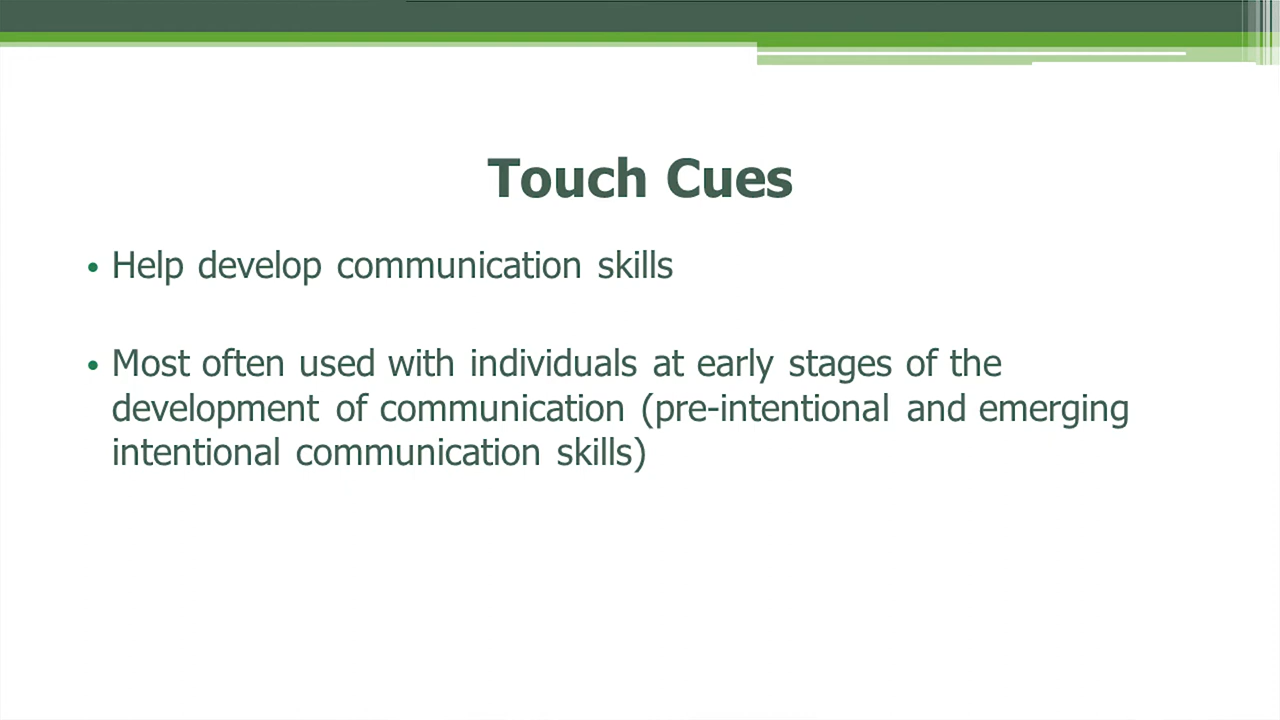 Touch Cues
• Help develop communication skills
• Most often used with individuals at early stages of the
development of communication (pre-intentional and emerging
intentional communication skills)